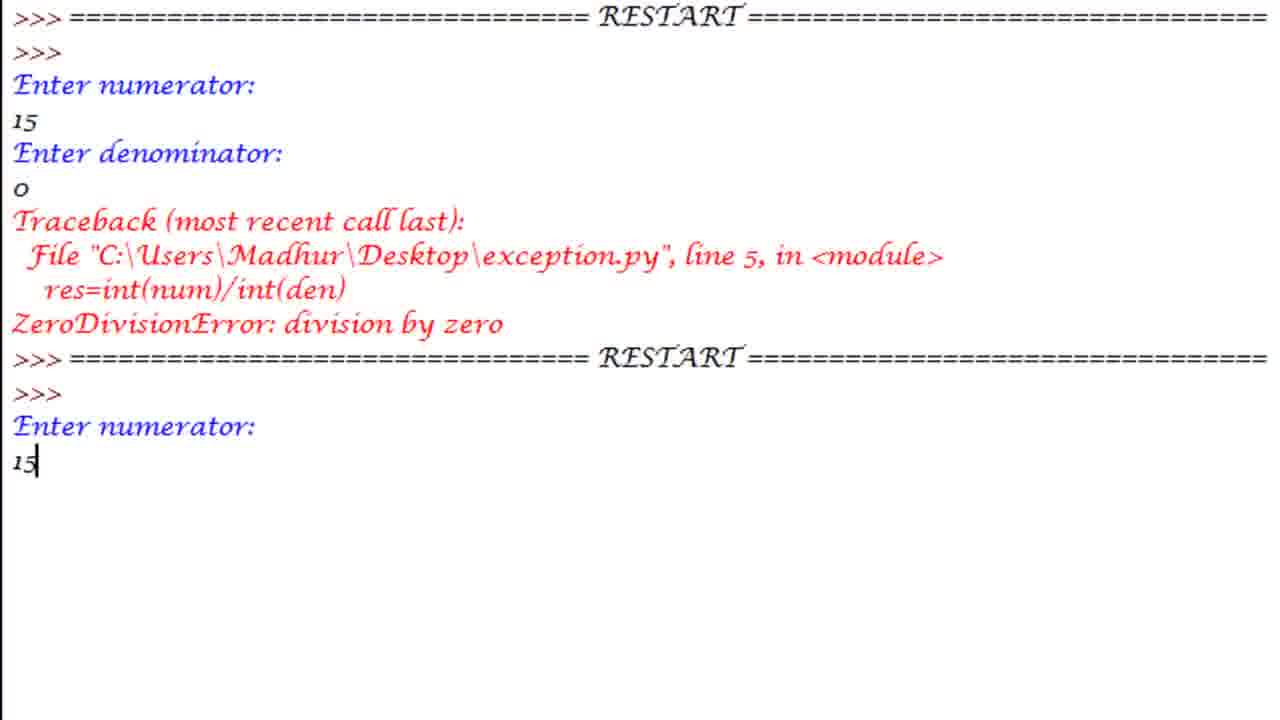 >>> ================================ RESTART ================================
>>>
Enter numerator:
15
Enter denominator:
0
Traceback (most recent call last):
  File "C:\Users\Madhur\Desktop\exception.py", line 5, in <module>
    res=int(num)/int(den)
ZeroDivisionError: division by zero
>>> ================================ RESTART ================================
>>>
Enter numerator:
15